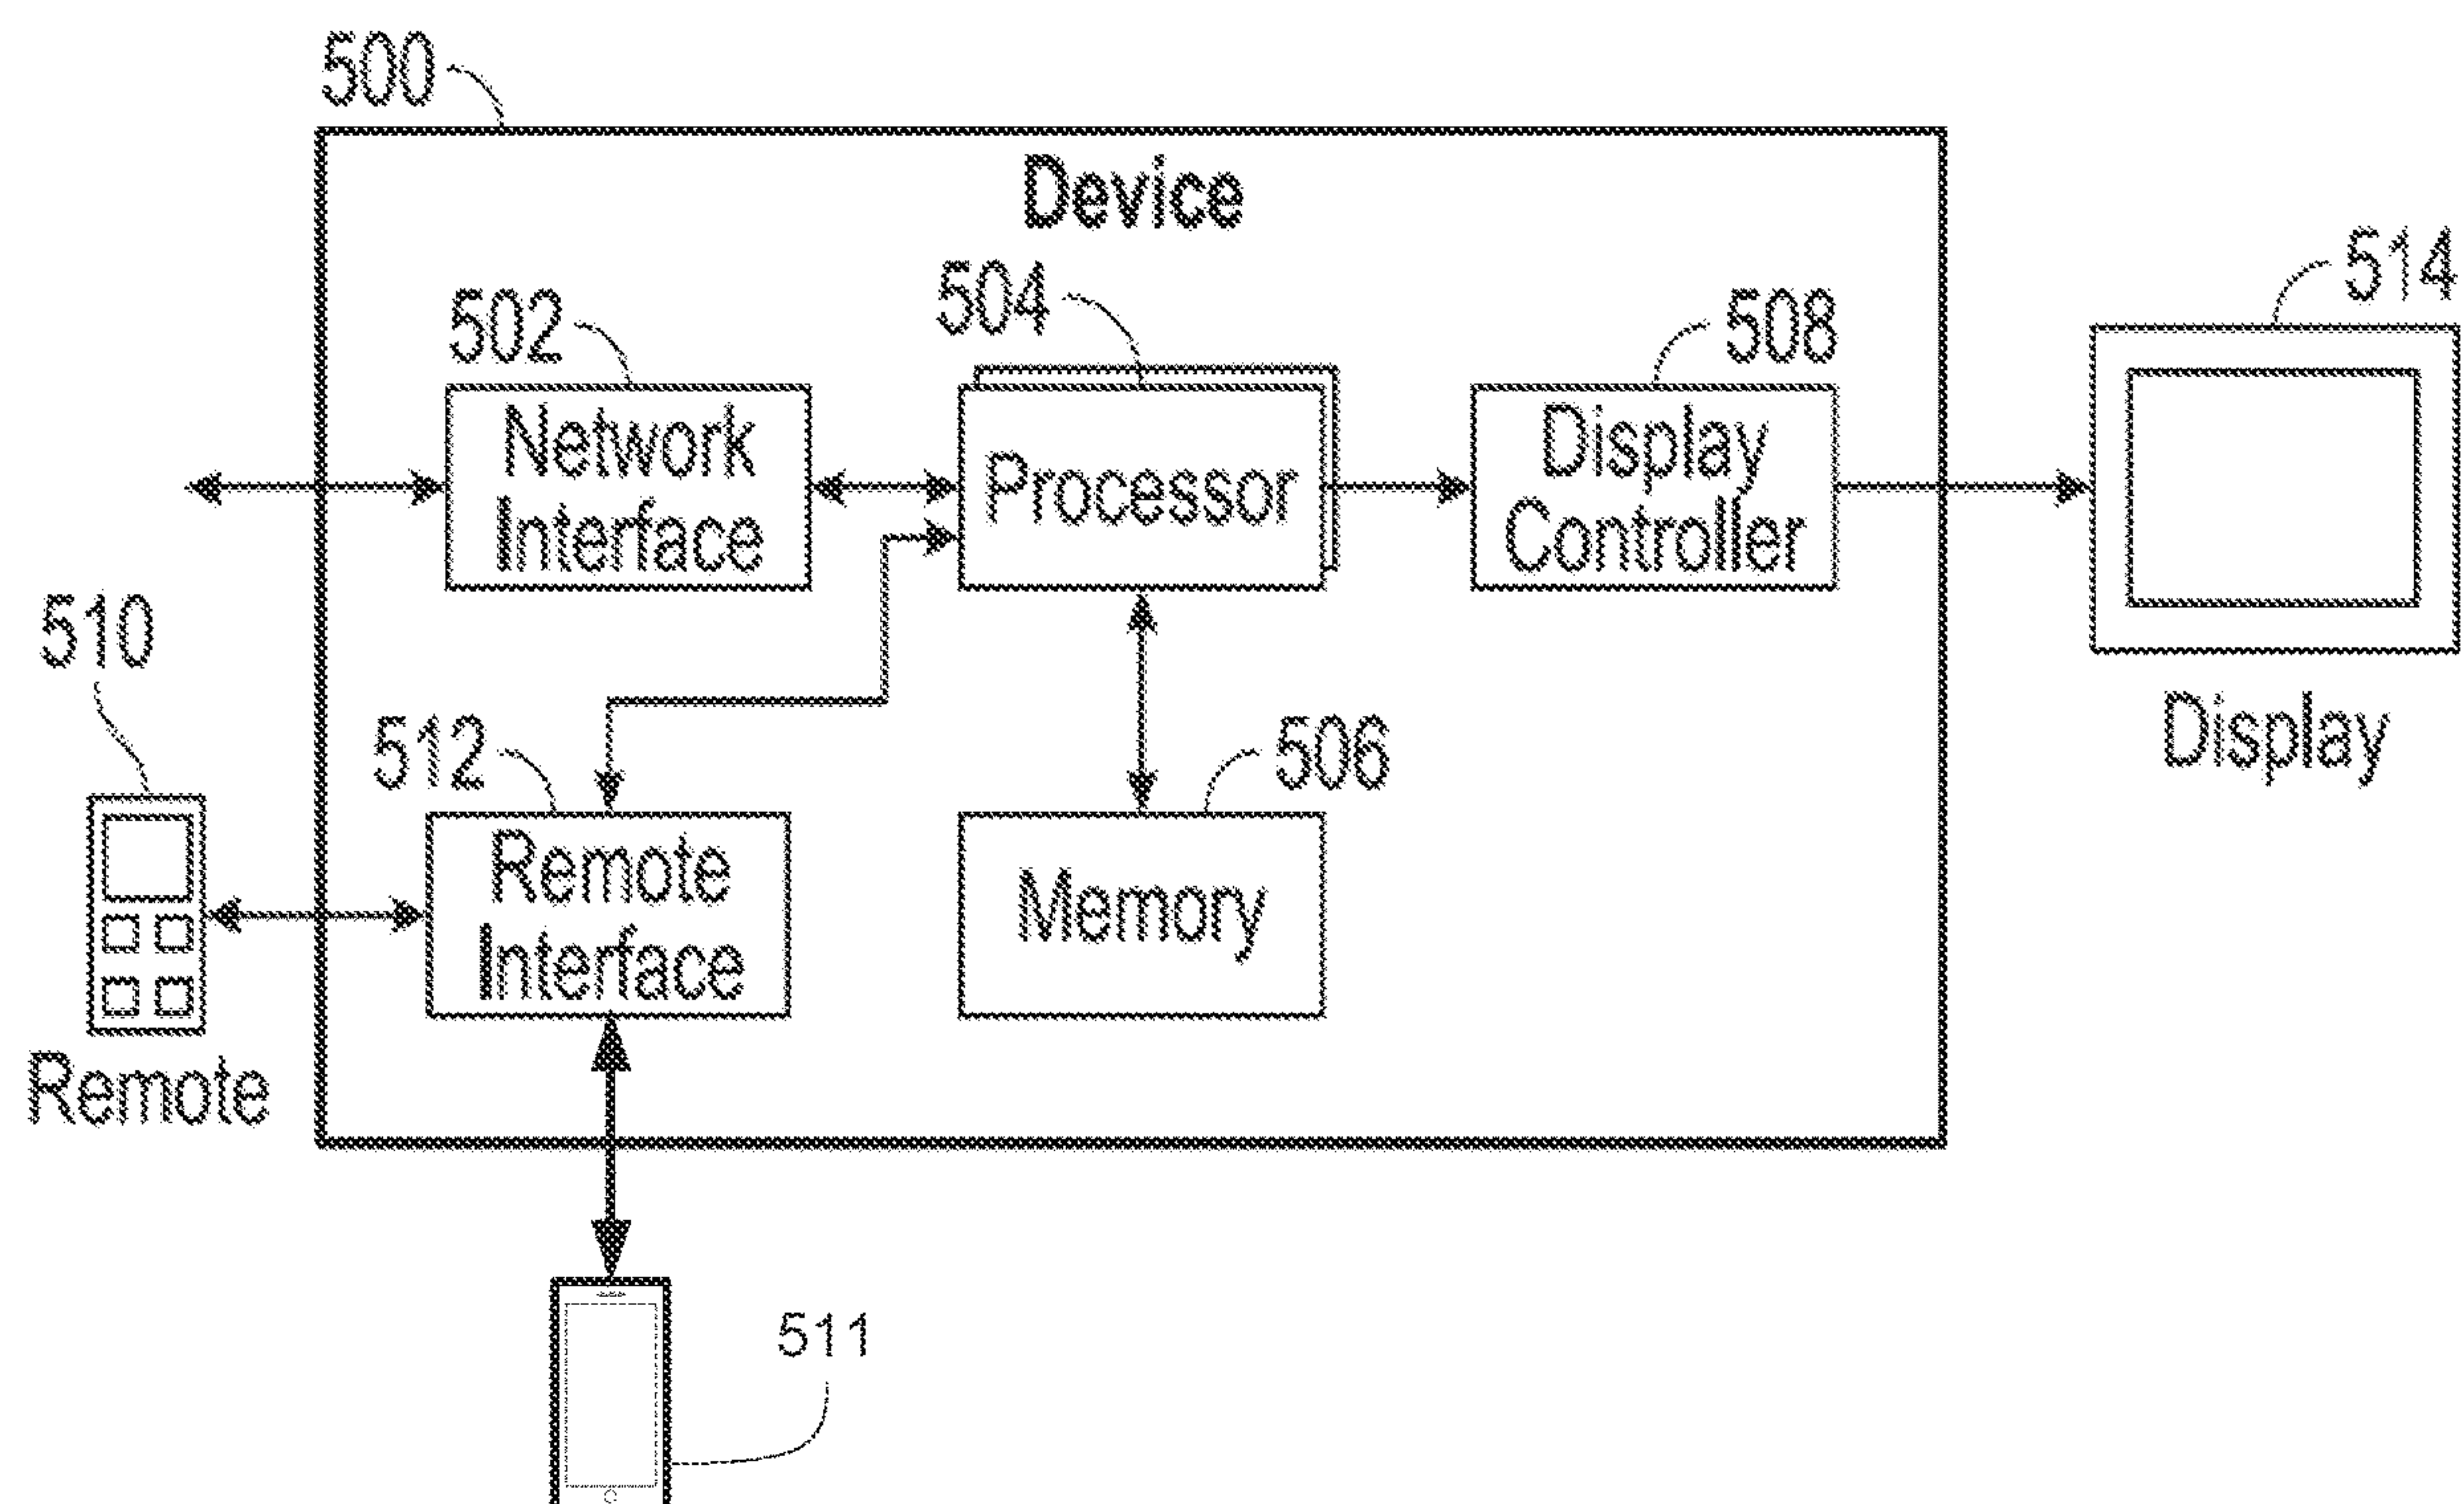 500
Device
514
504
502
508
Network
Interface
Processor
Display
Controller
510
Display
512
506
Remote
Interface
Memory
Remote
511